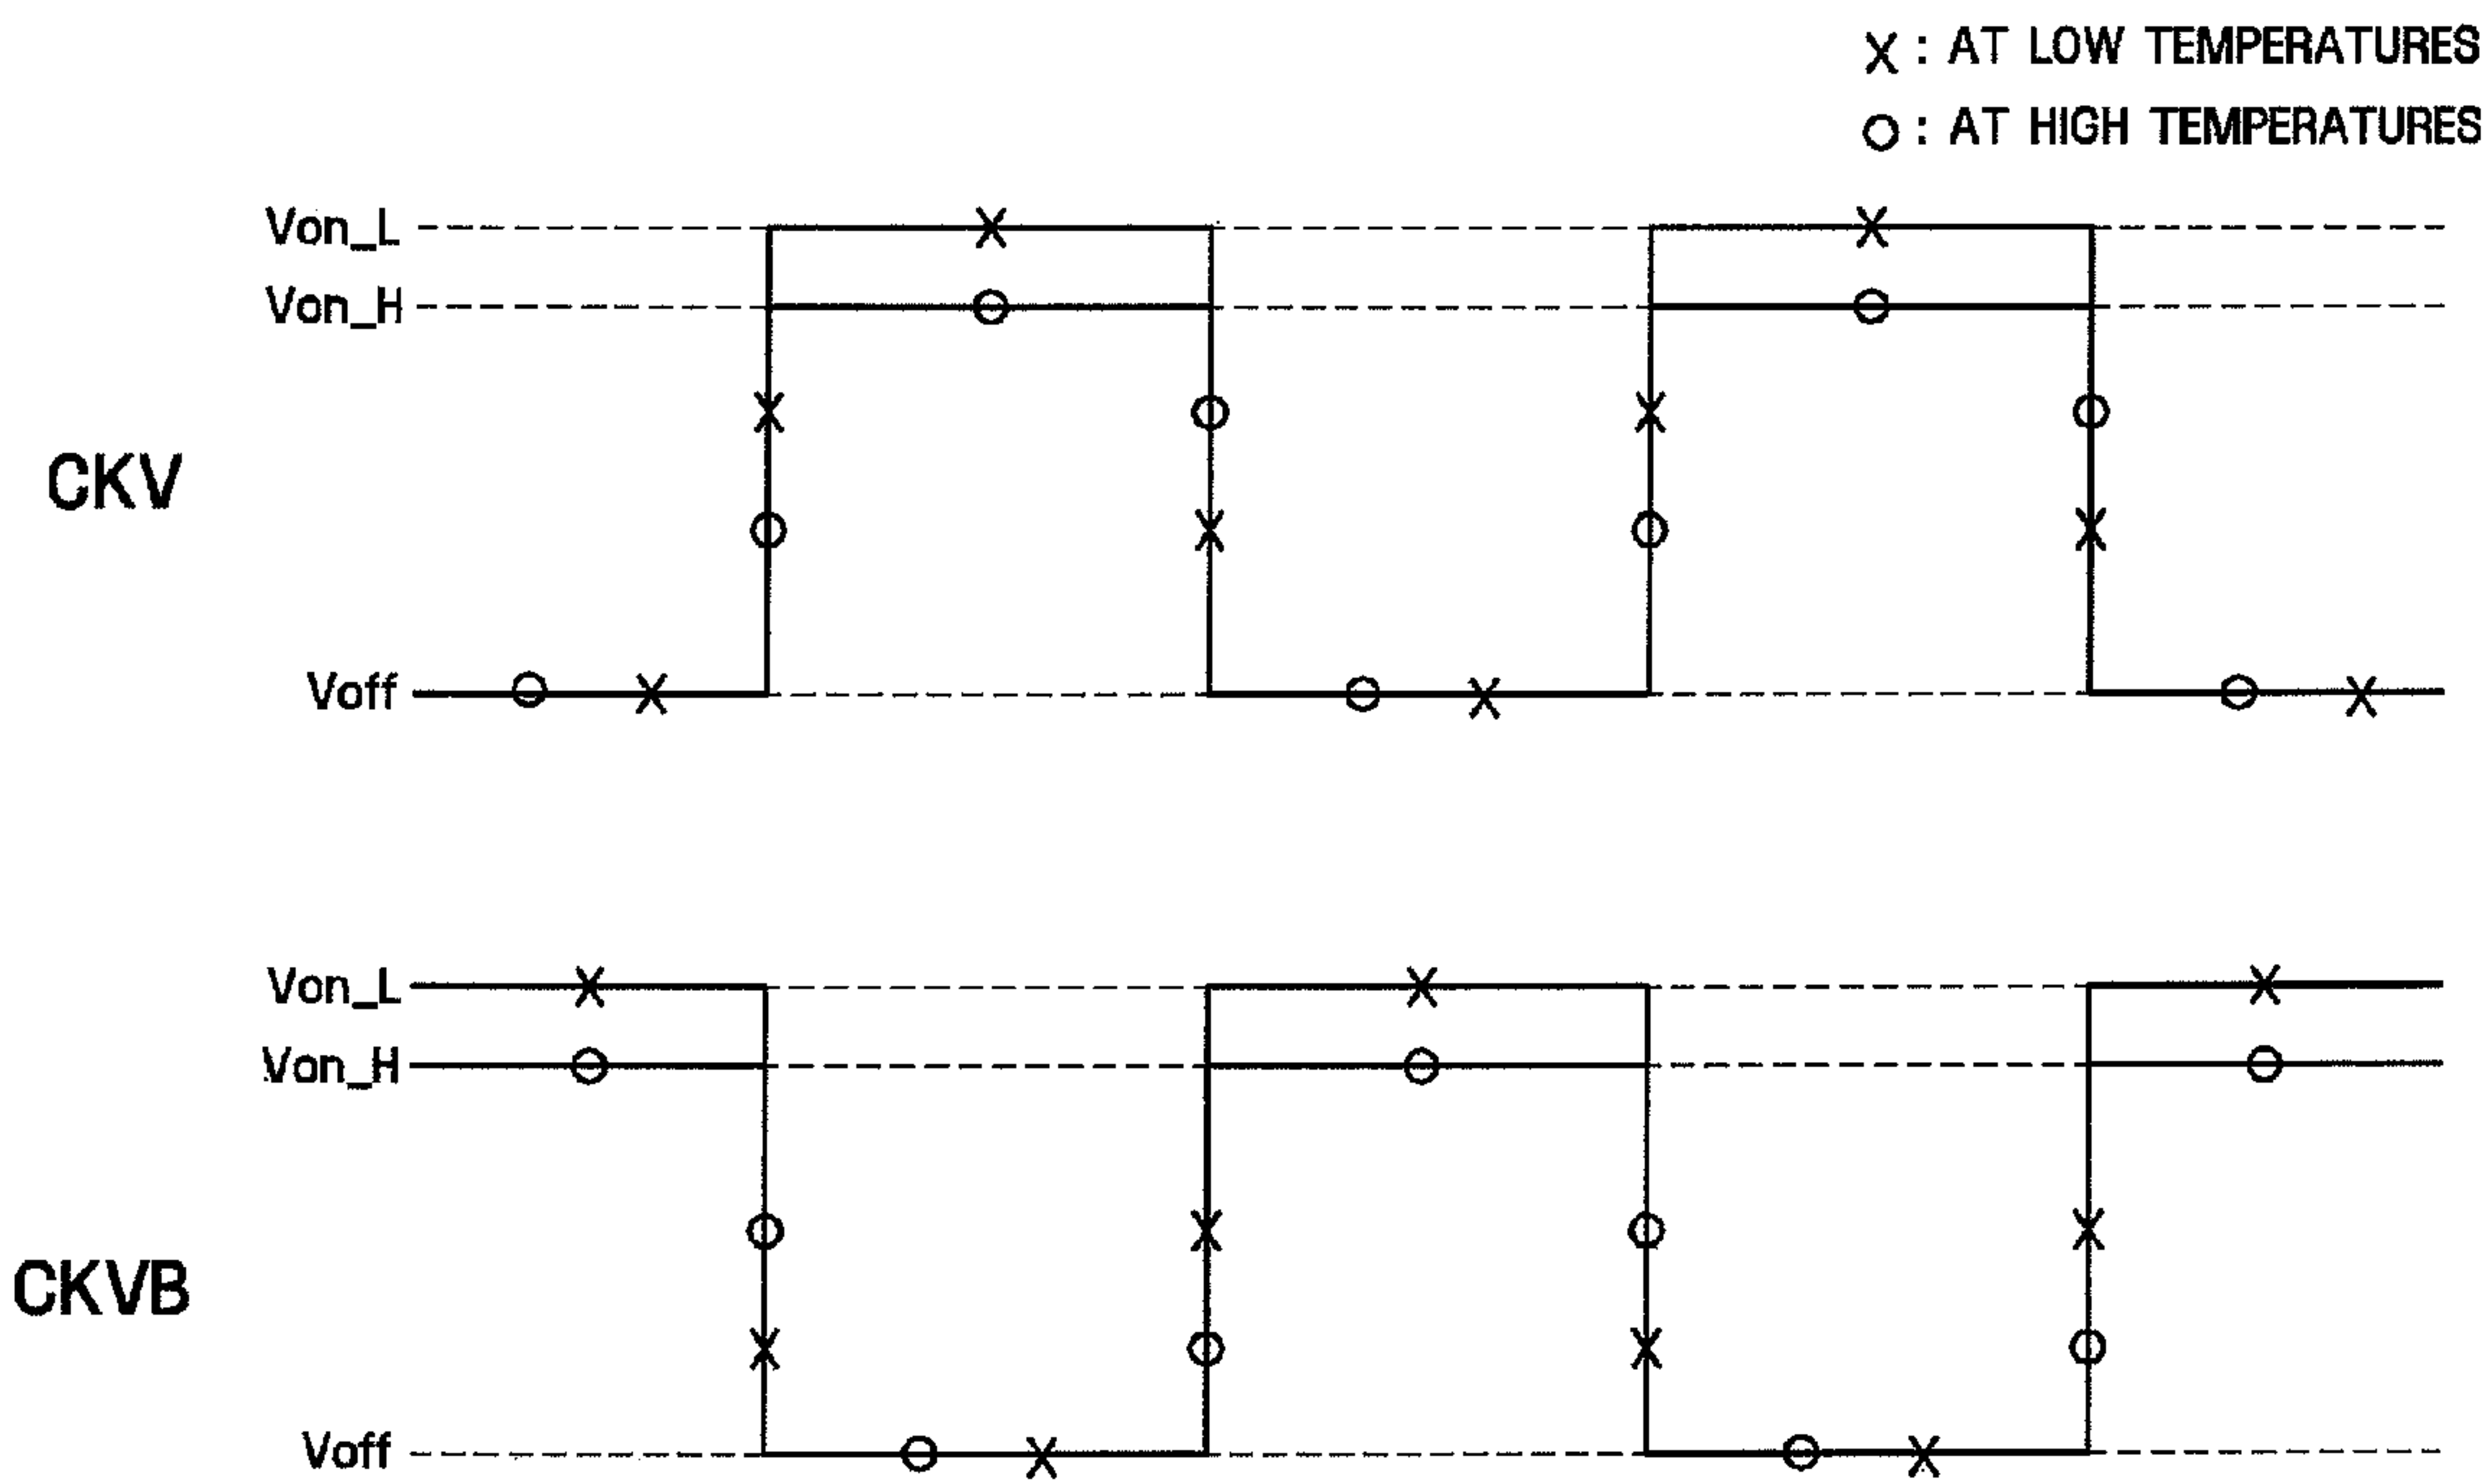 X : AT LOW TEMPERATURES
O : AT HIGH TEMPERATURES
Von_L
Von_H
CKV
Voff
Von_L
Von_H
CKVB
Voff